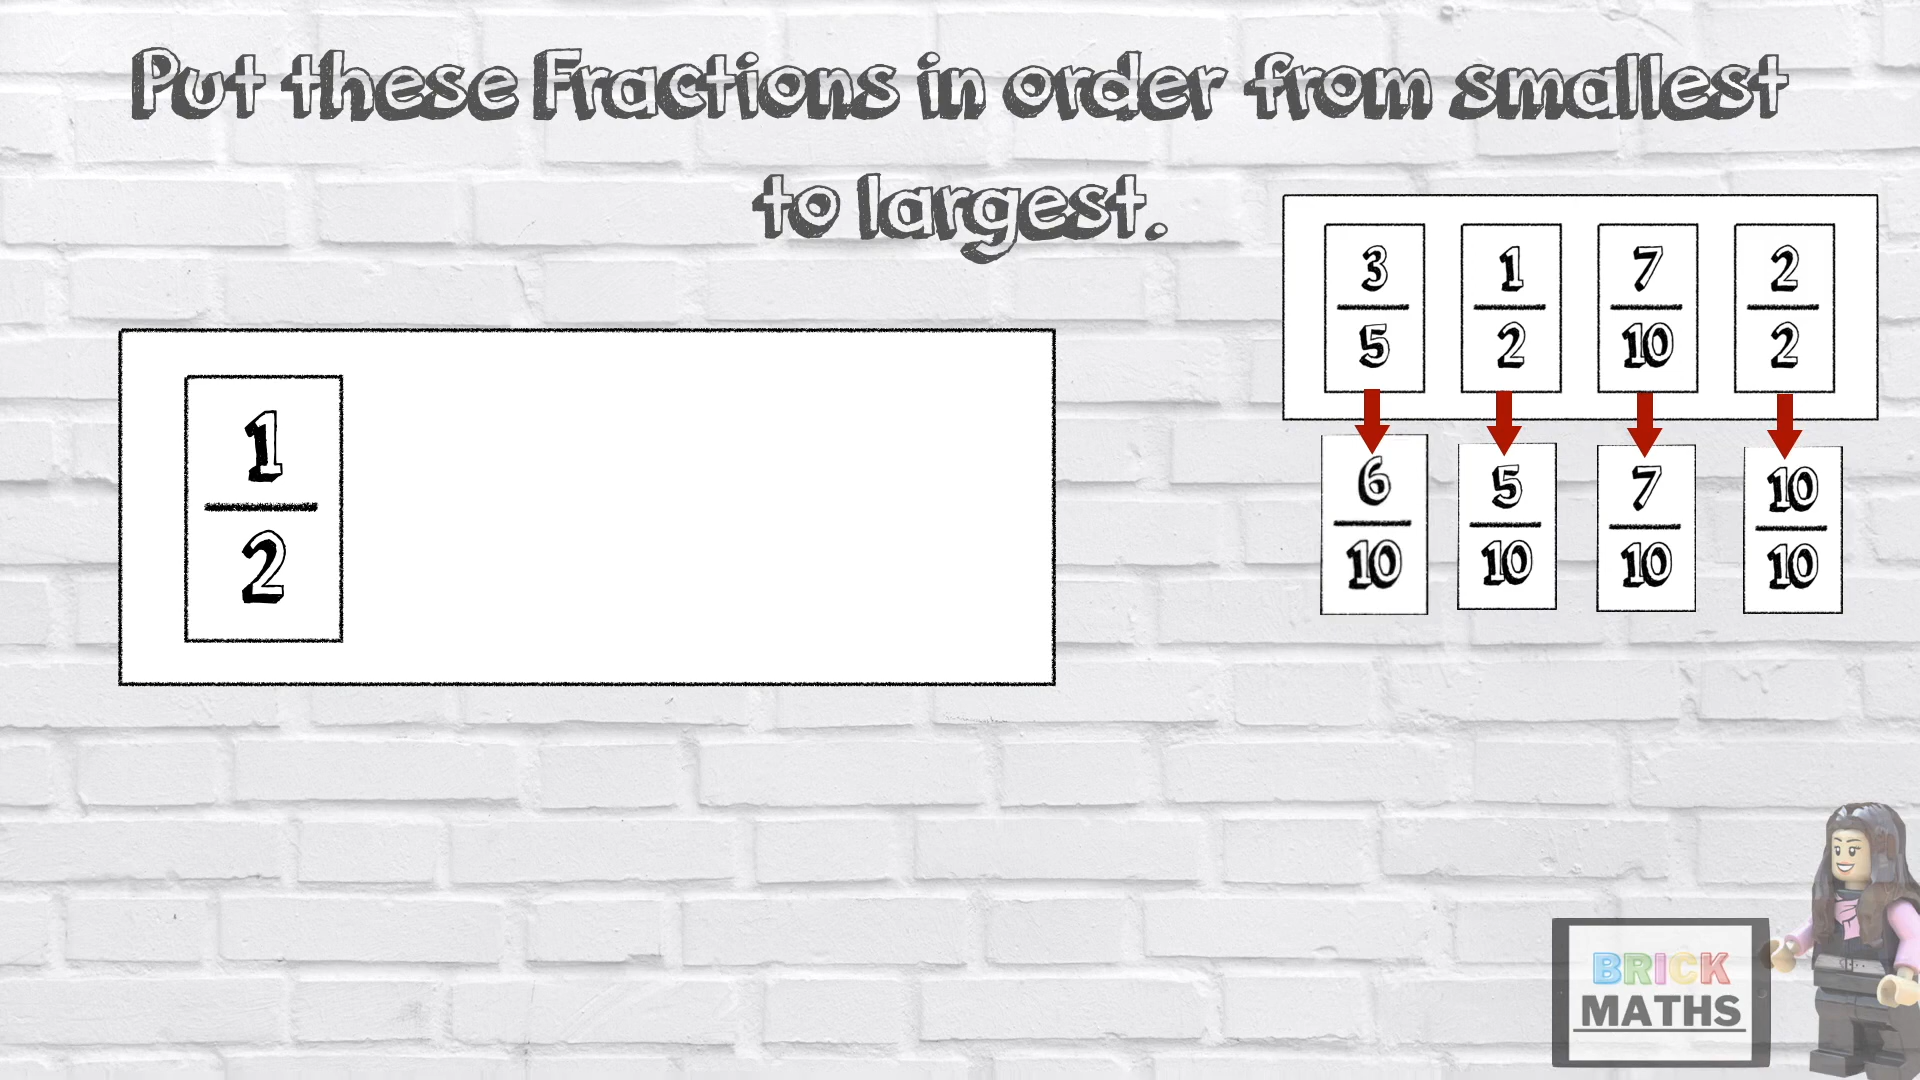 Put these Fractions in order from smallest
to largest.
3/5 1/2 7/10 2/2
1/2
6/10 5/10 7/10 10/10
BRICK
MATHS